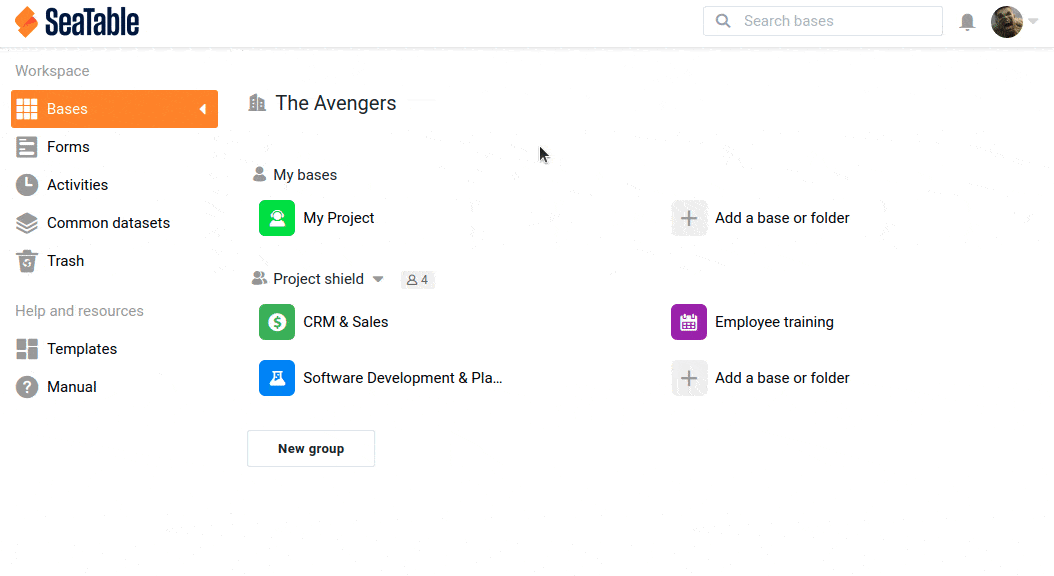 SeaTable
Search bases
Workspace
Bases
Forms
Activities
Common datasets
Trash
Help and resources
Templates
Manual
The Avengers
My bases
My Project
Add a base or folder
Project shield
4
CRM & Sales
Employee training
Software Development & Pla...
Add a base or folder
New group